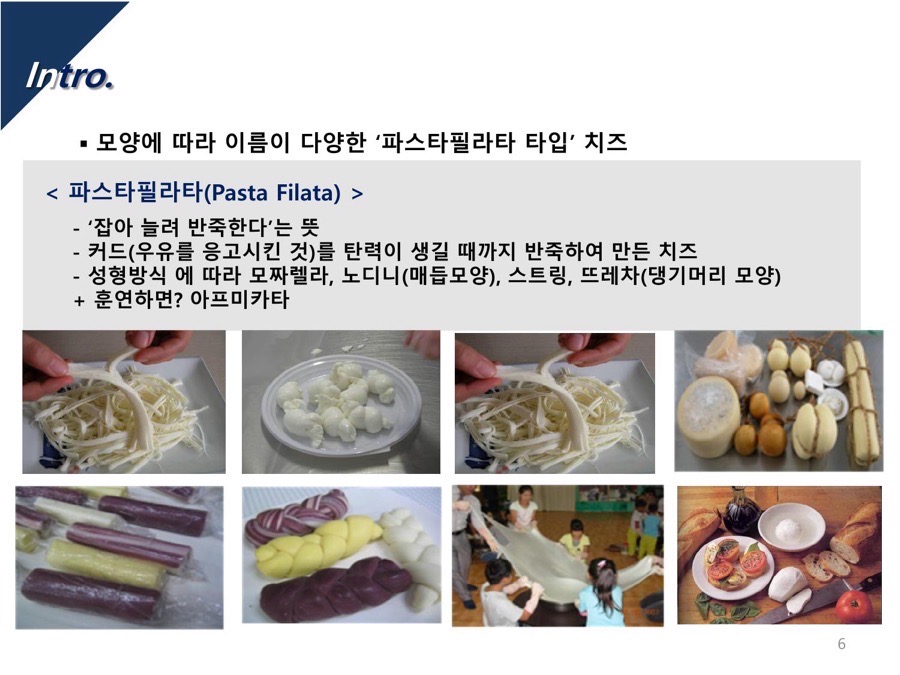 Intro.
▪ 모양에 따라 이름이 다양한 ‘파스타필라타 타입’ 치즈
< 파스타필라타(Pasta Filata) >
- ‘잡아 늘려 반죽한다’는 뜻
- 커드(우유를 응고시킨 것)를 탄력이 생길 때까지 반죽하여 만든 치즈
- 성형방식 에 따라 모짜렐라, 노디니(매듭모양), 스트링, 뜨레차(댕기머리 모양)
+ 훈연하면? 아프미카타
6